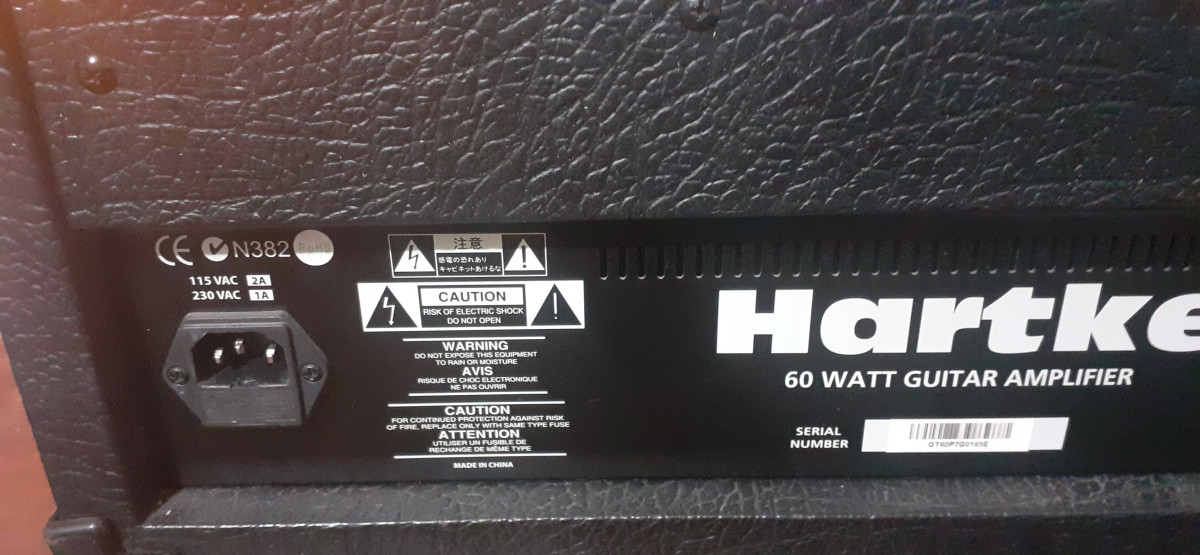 CE N382 RoHS
115 VAC 2A
230 VAC 1A
注意
感電の恐れあり
キャビネットあけるな
CAUTION
RISK OF ELECTRIC SHOCK
DO NOT OPEN
WARNING
DO NOT EXPOSE THIS EQUIPMENT
TO RAIN OR MOISTURE
AVIS
RISQUE DE CHOC ELECTRONIQUE
NE PAS OUVRIR
CAUTION
FOR CONTINUED PROTECTION AGAINST RISK
OF FIRE, REPLACE ONLY WITH SAME TYPE FUSE
ATTENTION
UTILISER UN FUSIBLE DE
RECHANGE DE MÊME TYPE
MADE IN CHINA
Hartke
60 WATT GUITAR AMPLIFIER
SERIAL
NUMBER
GT60P7G0165E